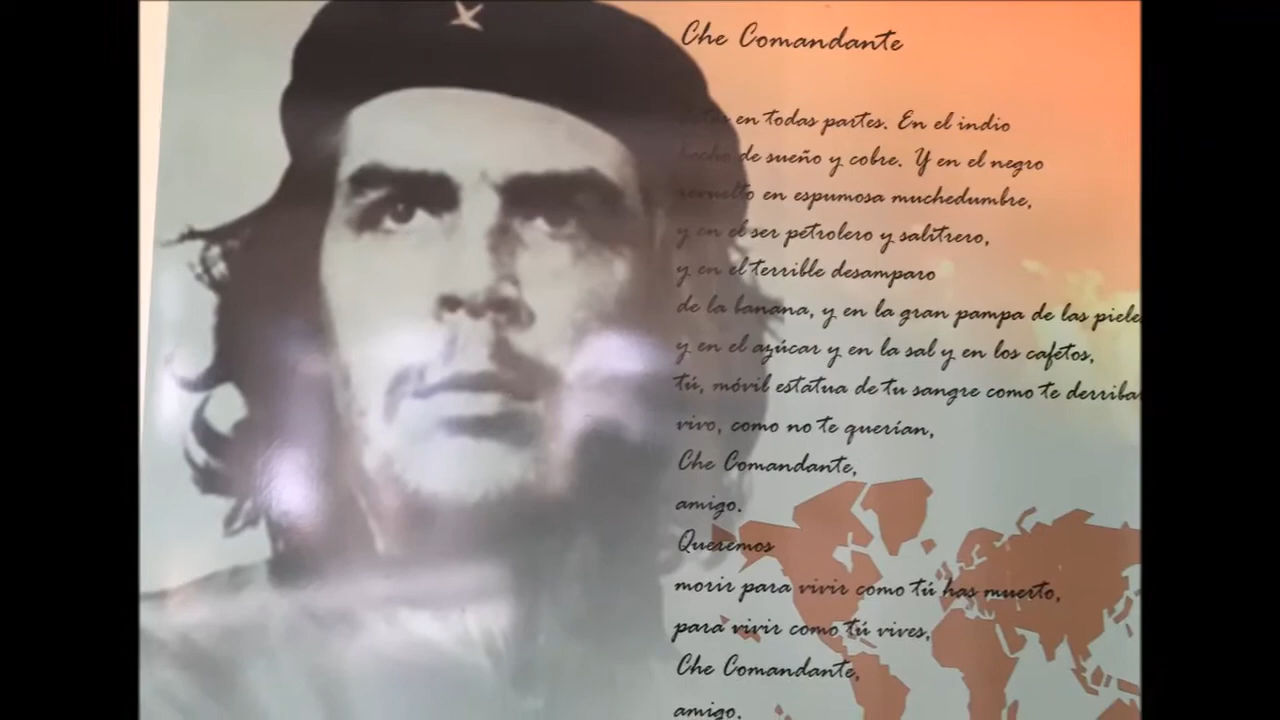 Che Comandante
Estás en todas partes. En el indio
hecho de sueño y cobre. Y en el negro
revuelto en espumosa muchedumbre,
y en el ser petrolero y salitrero,
y en el terrible desamparo
de la banana, y en la gran pampa de las piele
y en el azúcar y en la sal y en los cafetos,
tú, móvil estatua de tu sangre como te derriba
vivo, como no te querían,
Che Comandante,
amigo.
Queremos
morir para vivir como tú has muerto,
para vivir como tú vives,
Che Comandante,
amigo.